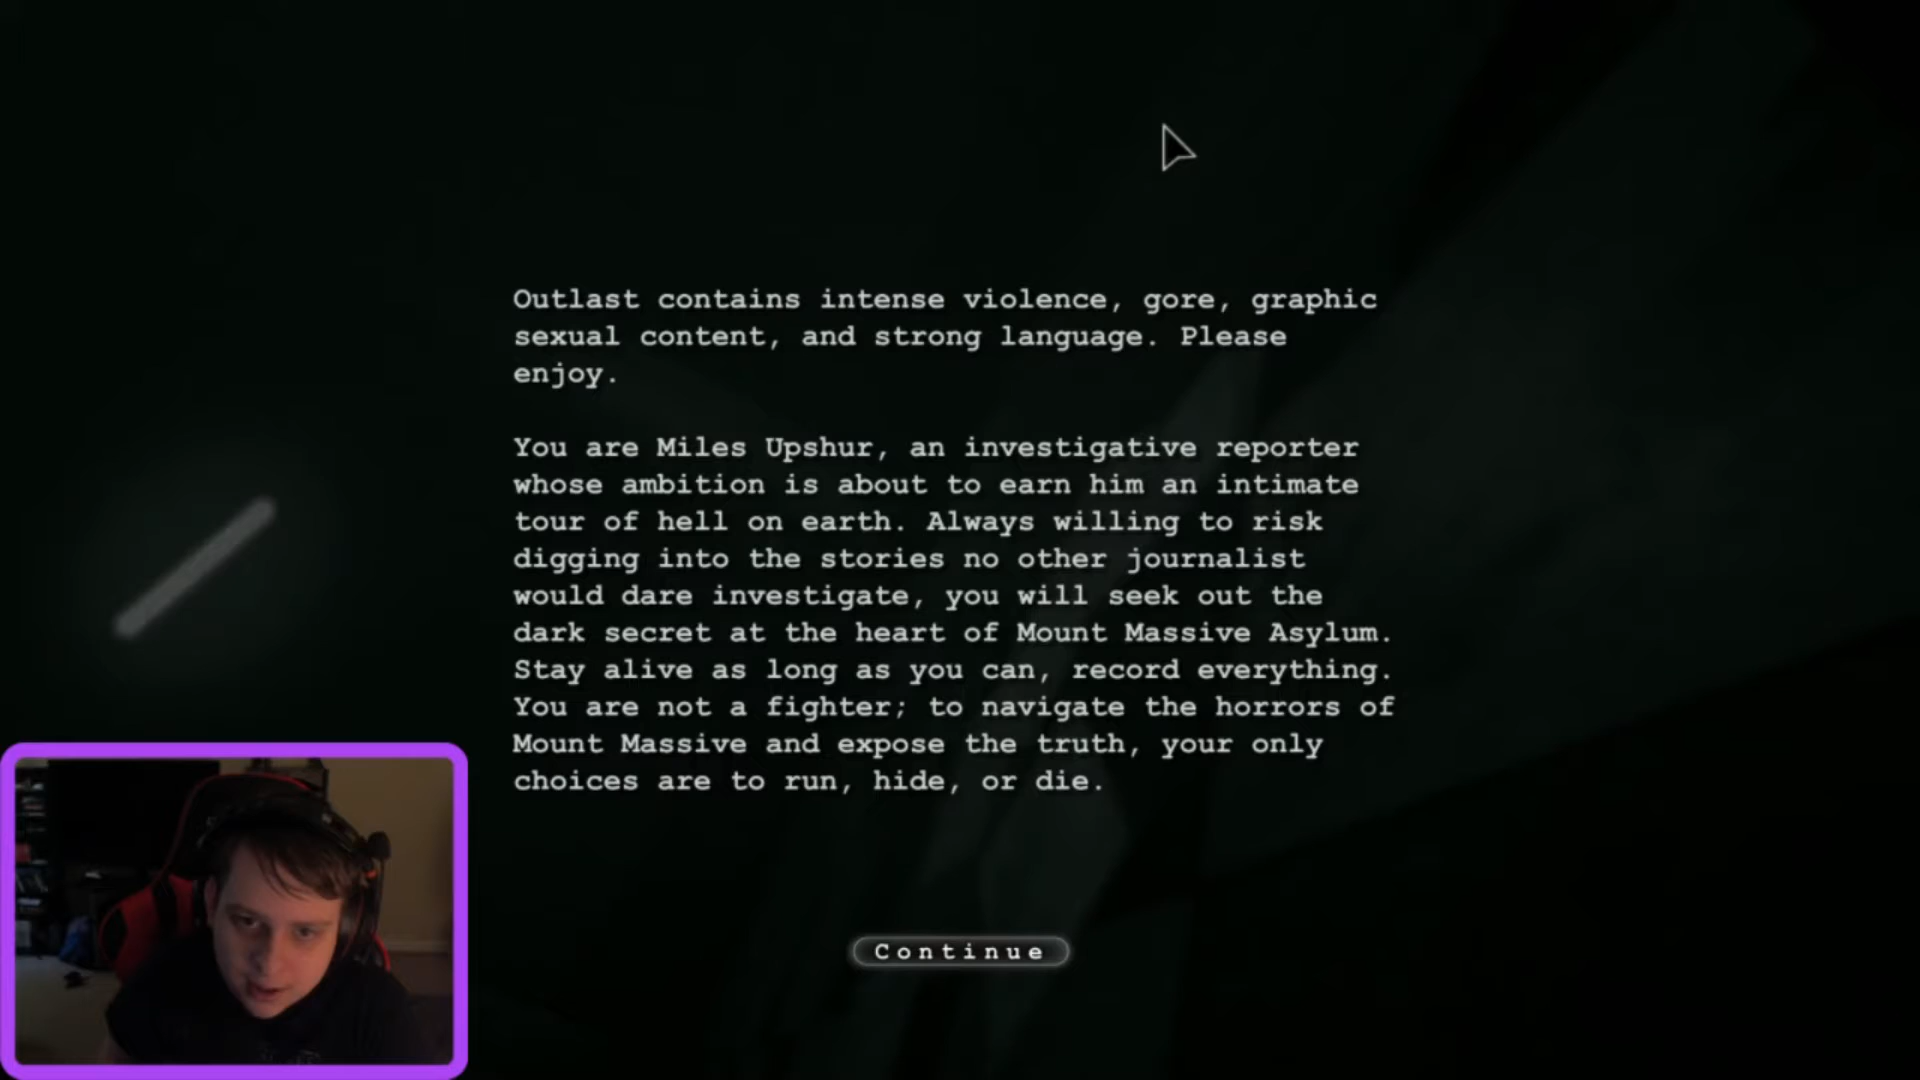 Outlast contains intense violence, gore, graphic
sexual content, and strong language. Please
enjoy.
You are Miles Upshur, an investigative reporter
whose ambition is about to earn him an intimate
tour of hell on earth. Always willing to risk
digging into the stories no other journalist
would dare investigate, you will seek out the
dark secret at the heart of Mount Massive Asylum.
Stay alive as long as you can, record everything.
You are not a fighter; to navigate the horrors of
Mount Massive and expose the truth, your only
choices are to run, hide, or die.
Continue